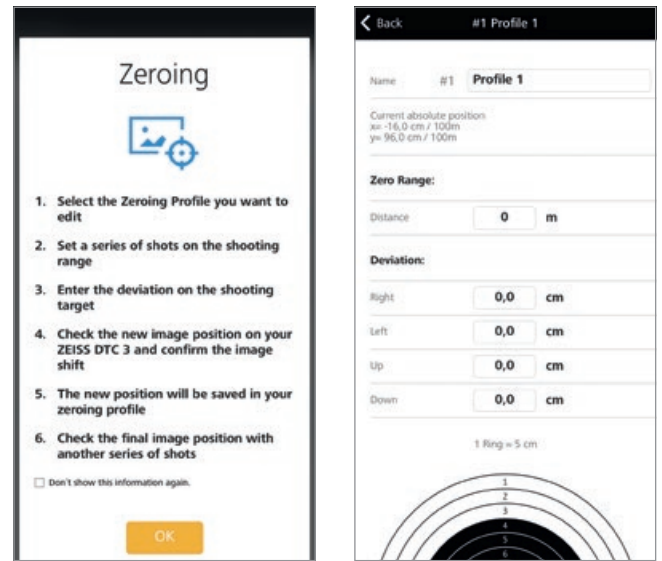 Zeroing
1. Select the Zeroing Profile you want to
edit
2. Set a series of shots on the shooting
range
3. Enter the deviation on the shooting
target
4. Check the new image position on your
ZEISS DTC 3 and confirm the image
shift
5. The new position will be saved in your
zeroing profile
6. Check the final image position with
another series of shots
Don't show this information again.
OK
Back #1 Profile 1
Name #1 Profile 1
Current absolute position
x= -16,0 cm / 100m
y= 96,0 cm / 100m
Zero Range:
Distance 0 m
Deviation:
Right 0,0 cm
Left 0,0 cm
Up 0,0 cm
Down 0,0 cm
1 Ring = 5 cm
1
2
3
4
5
6